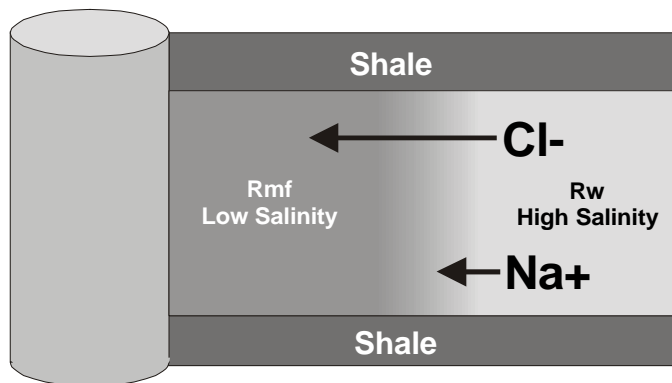 Shale
Cl-
Rmf
Low Salinity
Rw
High Salinity
Na+
Shale